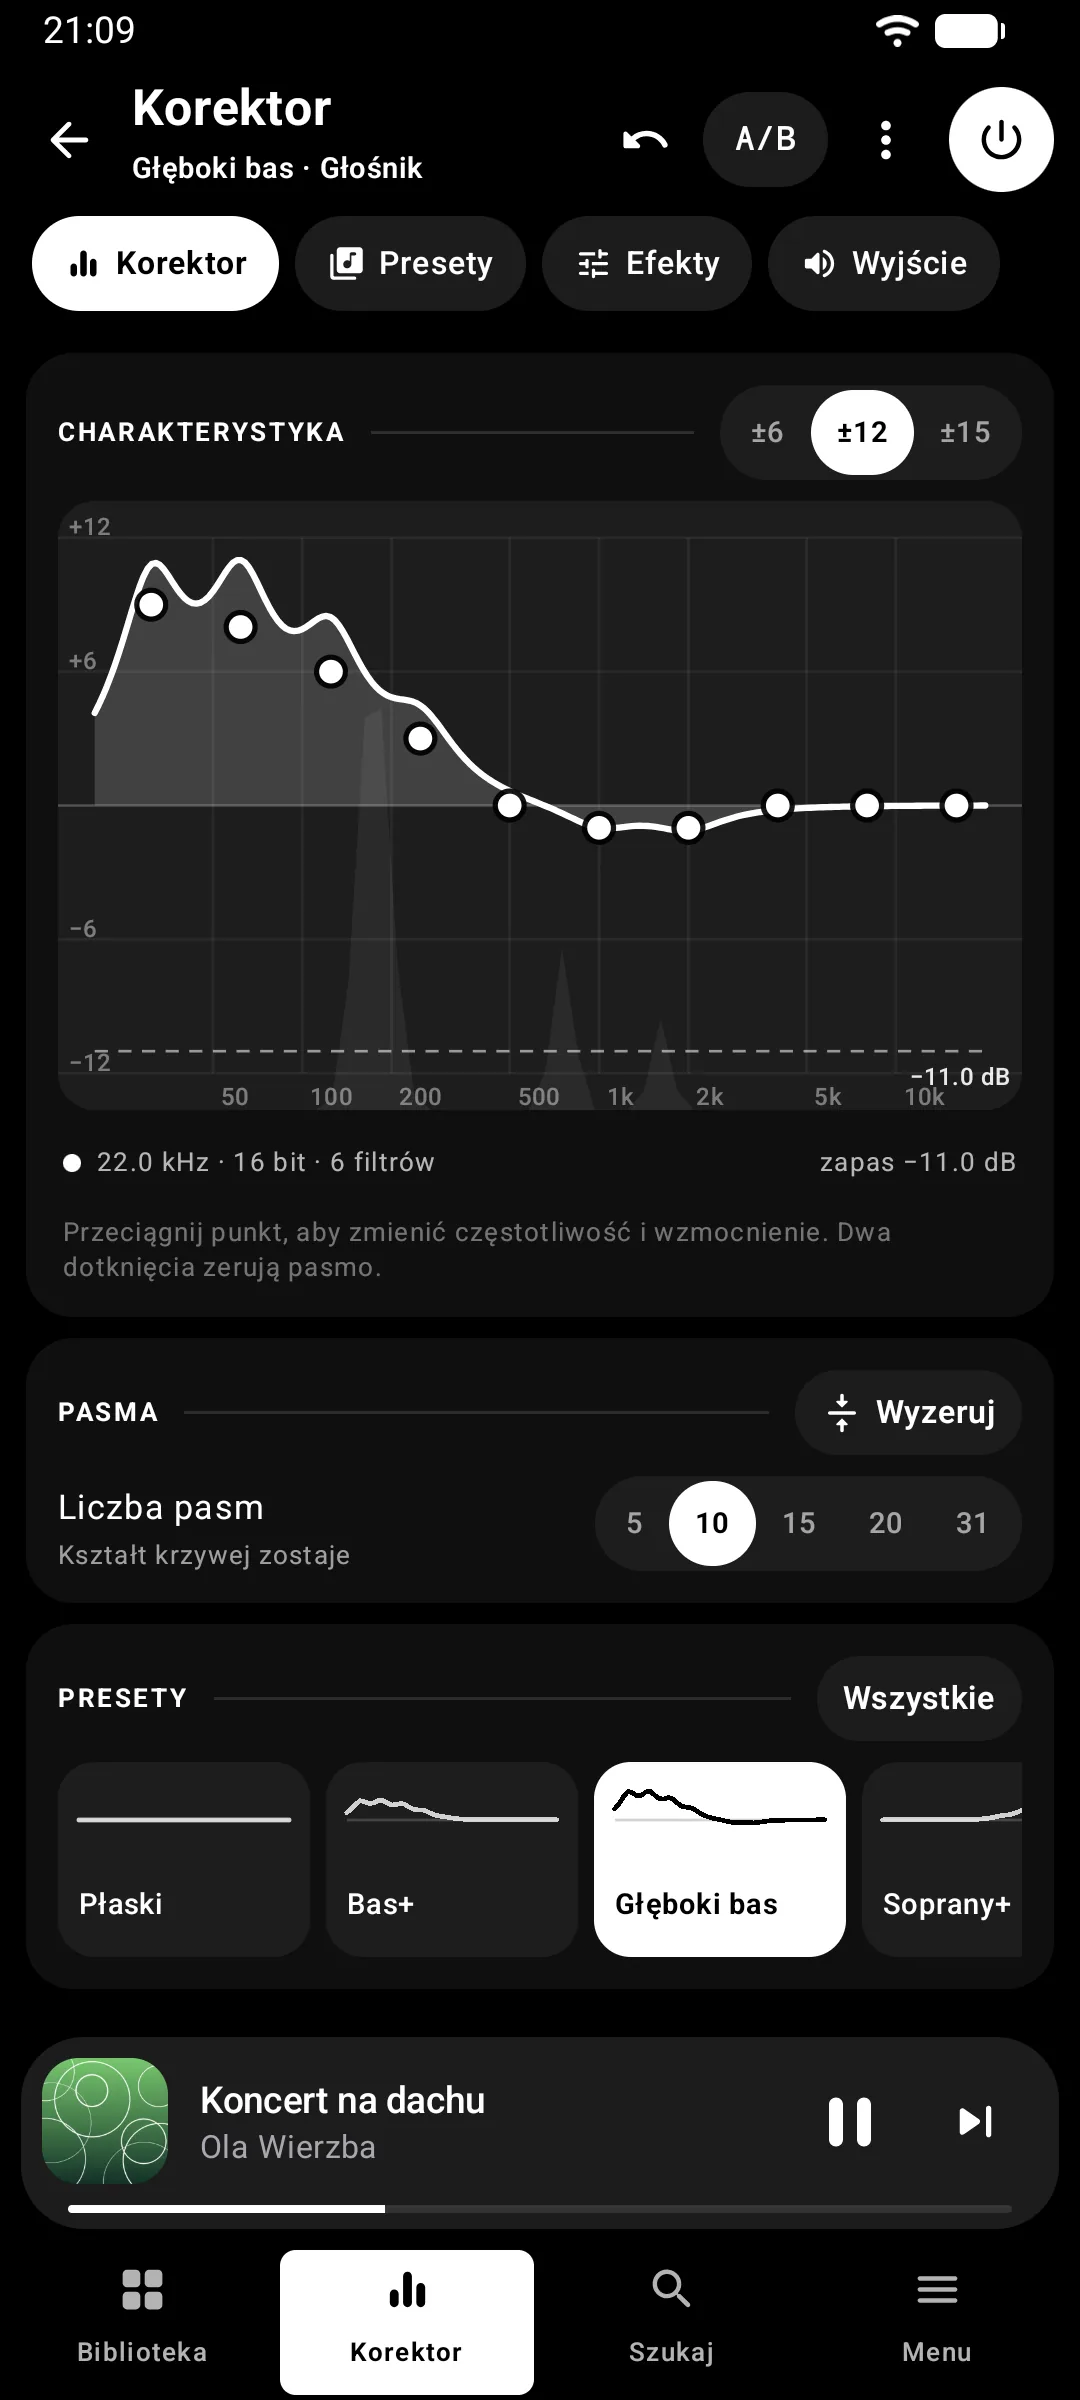 21:09
Korektor
Głęboki bas · Głośnik
A/B
Korektor
Presety
Efekty
Wyjście
CHARAKTERYSTYKA
±6
±12
±15
+12
+6
−6
−12
−11.0 dB
50
100
200
500
1k
2k
5k
10k
22.0 kHz · 16 bit · 6 filtrów
zapas −11.0 dB
Przeciągnij punkt, aby zmienić częstotliwość i wzmocnienie. Dwa
dotknięcia zerują pasmo.
PASMA
Wyzeruj
Liczba pasm
Kształt krzywej zostaje
5
10
15
20
31
PRESETY
Wszystkie
Płaski
Bas+
Głęboki bas
Soprany+
Koncert na dachu
Ola Wierzba
Biblioteka
Korektor
Szukaj
Menu